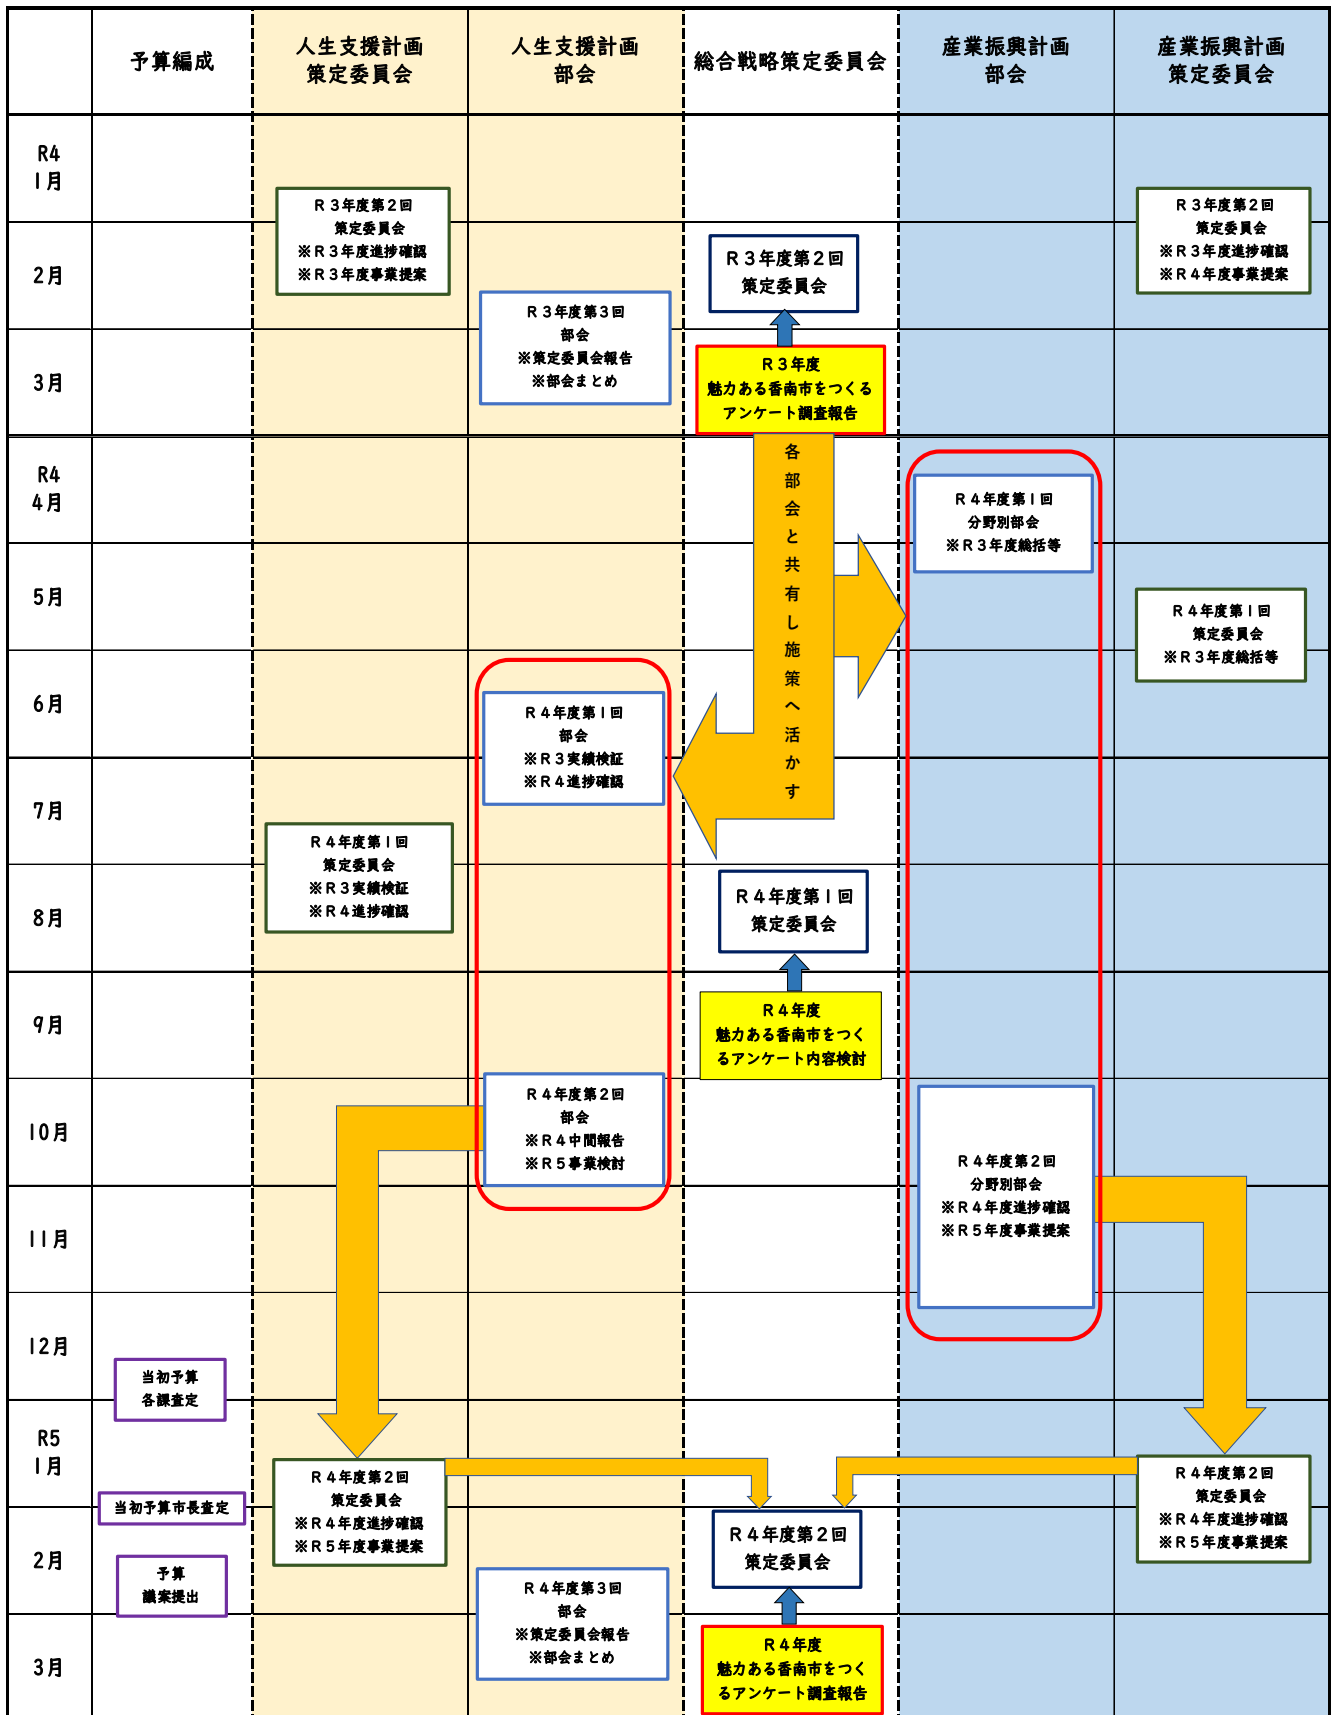 予算編成
人生支援計画
策定委員会
人生支援計画
部会
総合戦略策定委員会
産業振興計画
部会
産業振興計画
策定委員会
R4
1月
R3年度第2回
策定委員会
※R3年度進捗確認
※R3年度事業提案
R3年度第2回
策定委員会
※R3年度進捗確認
※R4年度事業提案
2月
R3年度第2回
策定委員会
R3年度第3回
部会
※策定委員会報告
※部会まとめ
3月
R3年度
魅力ある香南市をつくる
アンケート調査報告
R4
4月
各部会と共有し施策へ活かす
R4年度第1回
分野別部会
※R3年度総括等
5月
R4年度第1回
策定委員会
※R3年度総括等
6月
R4年度第1回
部会
※R3実績検証
※R4進捗確認
7月
R4年度第1回
策定委員会
※R3実績検証
※R4進捗確認
8月
R4年度第1回
策定委員会
9月
R4年度
魅力ある香南市をつく
るアンケート内容検討
10月
R4年度第2回
部会
※R4中間報告
※R5事業検討
R4年度第2回
分野別部会
※R4年度進捗確認
※R5年度事業提案
11月
12月
当初予算
各課査定
R5
1月
R4年度第2回
策定委員会
※R4年度進捗確認
※R5年度事業提案
R4年度第2回
策定委員会
※R4年度進捗確認
※R5年度事業提案
当初予算市長査定
2月
予算
議案提出
R4年度第2回
策定委員会
R4年度第3回
部会
※策定委員会報告
※部会まとめ
3月
R4年度
魅力ある香南市をつく
るアンケート調査報告